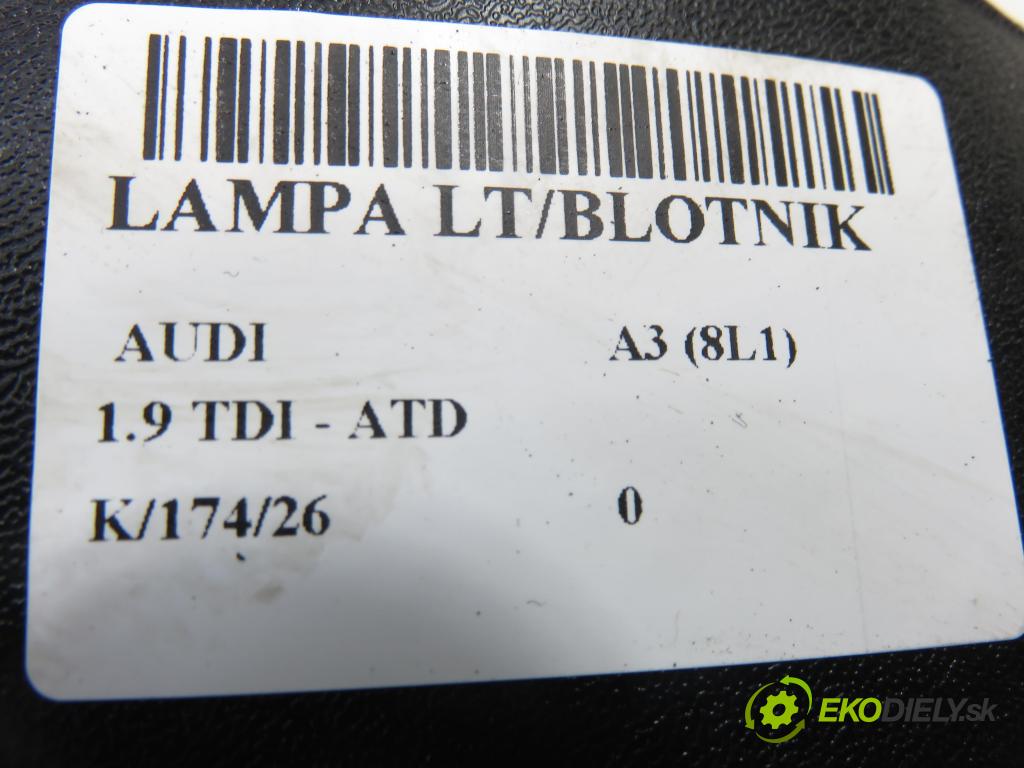 LAMPA LT/BLOTNIK
AUDI A3 (8L1)
1.9 TDI - ATD
K/174/26 0
EKODIELY.sk